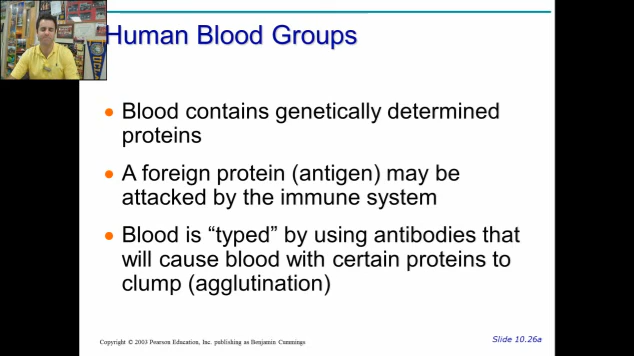 Human Blood Groups
Blood contains genetically determined
proteins
A foreign protein (antigen) may be
attacked by the immune system
Blood is “typed” by using antibodies that
will cause blood with certain proteins to
clump (agglutination)
Copyright © 2003 Pearson Education, Inc. publishing as Benjamin Cummings
Slide 10.26a